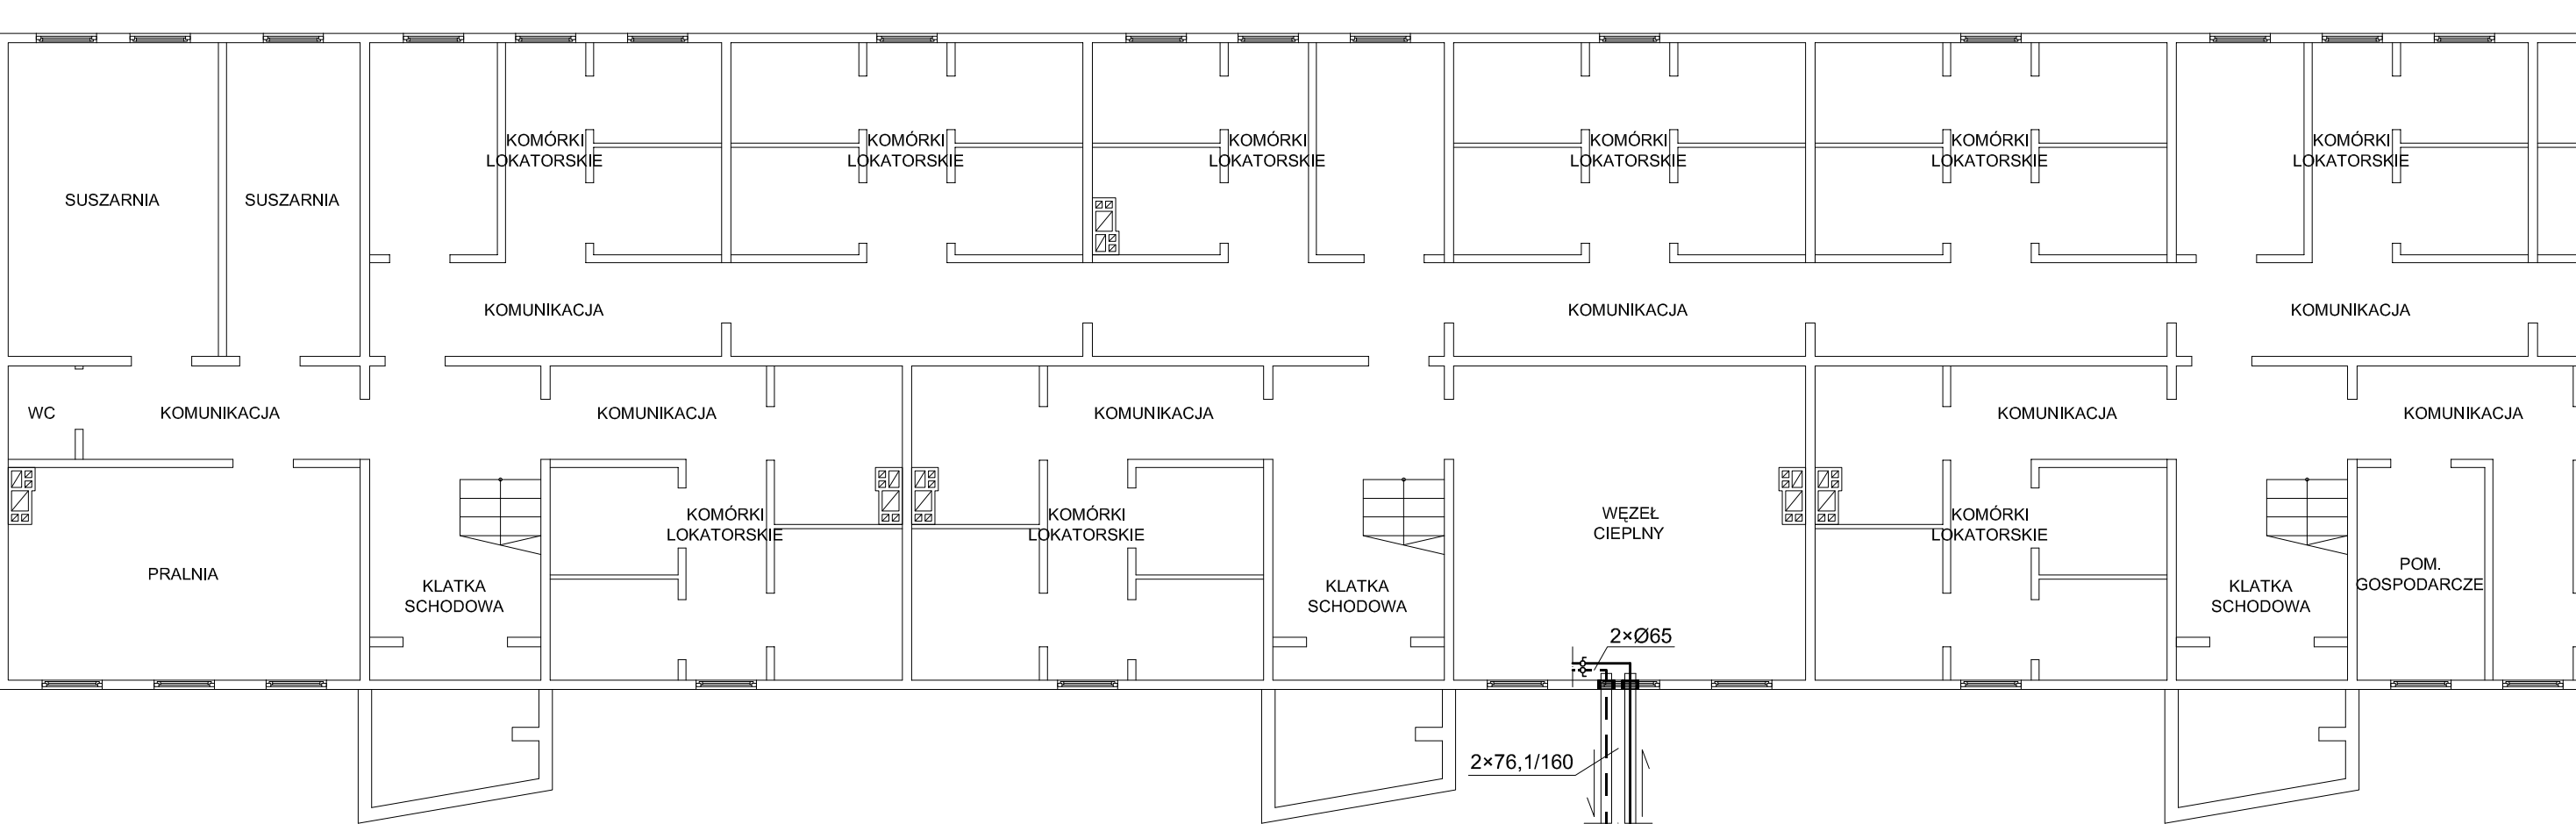 KOMÓRKI
LOKATORSKIE
KOMÓRKI
LOKATORSKIE
KOMÓRKI
LOKATORSKIE
KOMÓRKI
LOKATORSKIE
KOMÓRKI
LOKATORSKIE
KOMÓRKI
LOKATORSKIE
SUSZARNIA
SUSZARNIA
KOMUNIKACJA
KOMUNIKACJA
KOMUNIKACJA
WC
KOMUNIKACJA
KOMUNIKACJA
KOMUNIKACJA
KOMUNIKACJA
KOMUNIKACJA
KOMÓRKI
LOKATORSKIE
KOMÓRKI
LOKATORSKIE
WĘZEŁ
CIEPLNY
KOMÓRKI
LOKATORSKIE
PRALNIA
KLATKA
SCHODOWA
KLATKA
SCHODOWA
KLATKA
SCHODOWA
POM.
GOSPODARCZE
2×Ø65
2×76,1/160